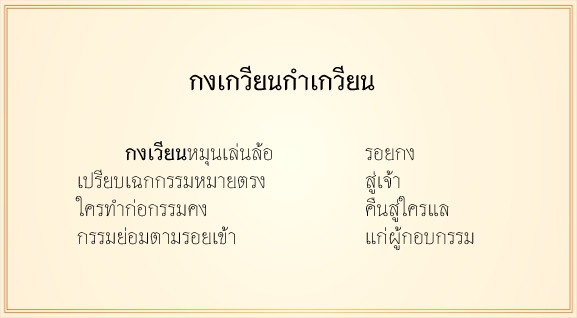 กงเกวียนกำเกวียน
กงเวียนหมุนเล่นล้อ รอยกง
เปรียบเฉกกรรมหมายตรง สู่เจ้า
ใครทำก่อกรรมคง คืนสู่ใครแล
กรรมย่อมตามรอยเข้า แก่ผู้กอบกรรม